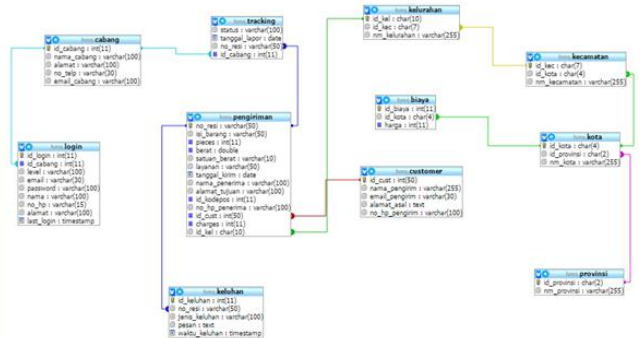 cabang
id_cabang : int(11)
nama_cabang : varchar(100)
alamat : varchar(100)
no_telp : varchar(30)
email_cabang : varchar(100)
tracking
status : varchar(100)
tanggal_lapor : date
no_resi : varchar(50)
id_cabang : int(11)
kelurahan
id_kel : char(10)
id_kec : char(7)
nm_kelurahan : varchar(255)
kecamatan
id_kec : char(7)
id_kota : char(4)
nm_kecamatan : varchar(255)
biaya
id_biaya : int(11)
id_kota : char(4)
harga : int(11)
pengiriman
no_resi : varchar(50)
isi_barang : varchar(50)
pieces : int(11)
berat : double
satuan_berat : varchar(10)
layanan : varchar(50)
tanggal_kirim : date
nama_penerima : varchar(100)
alamat_tujuan : varchar(100)
id_kodepos : int(11)
no_hp_penerima : varchar(100)
id_cust : int(50)
charges : int(11)
id_kel : char(10)
kota
id_kota : char(4)
id_provinsi : char(2)
nm_kota : varchar(255)
login
id_login : int(11)
id_cabang : int(11)
level : varchar(100)
email : varchar(30)
password : varchar(100)
nama : varchar(100)
no_hp : varchar(15)
alamat : varchar(100)
last_login : timestamp
customer
id_cust : int(50)
nama_pengirim : varchar(255)
email_pengirim : varchar(30)
alamat_asal : text
no_hp_pengirim : varchar(100)
provinsi
id_provinsi : char(2)
nm_provinsi : varchar(255)
keluhan
id_keluhan : int(11)
no_resi : varchar(50)
jenis_keluhan : varchar(100)
pesan : text
waktu_keluhan : timestamp